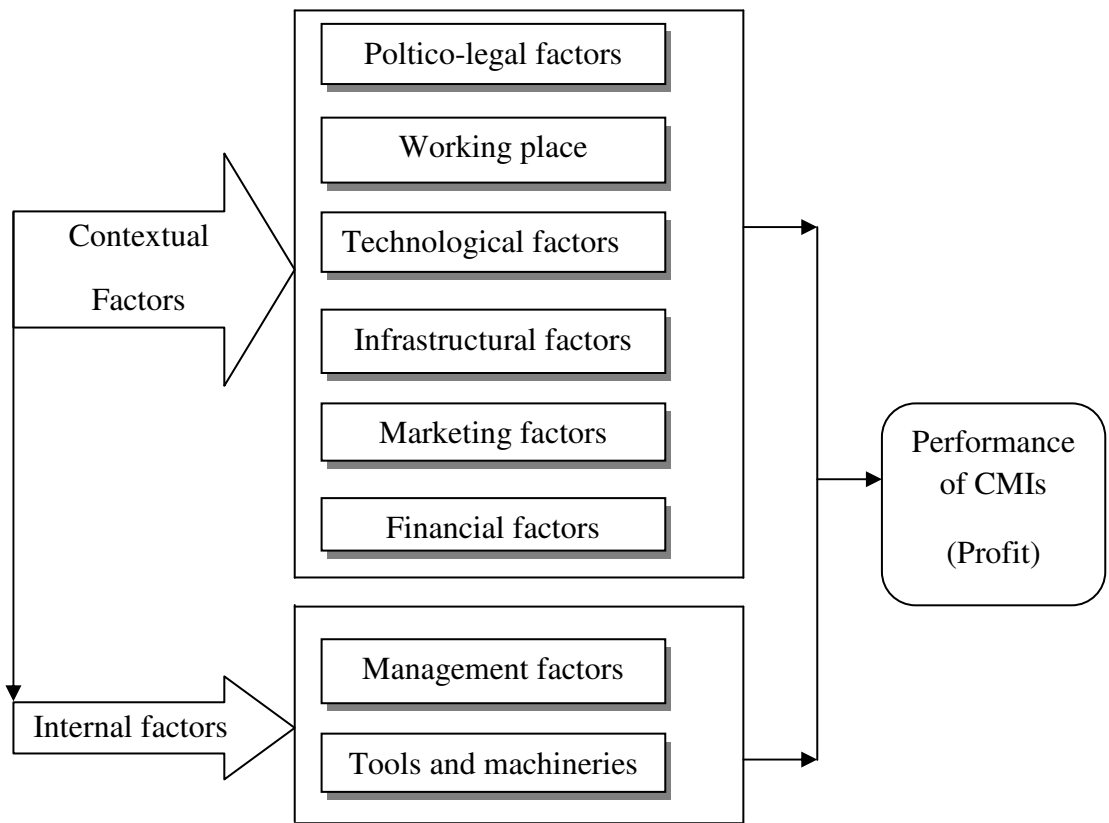 Poltico-legal factors
Working place
Contextual
Factors
Technological factors
Infrastructural factors
Marketing factors
Financial factors
Performance
of CMIs
(Profit)
Internal factors
Management factors
Tools and machineries